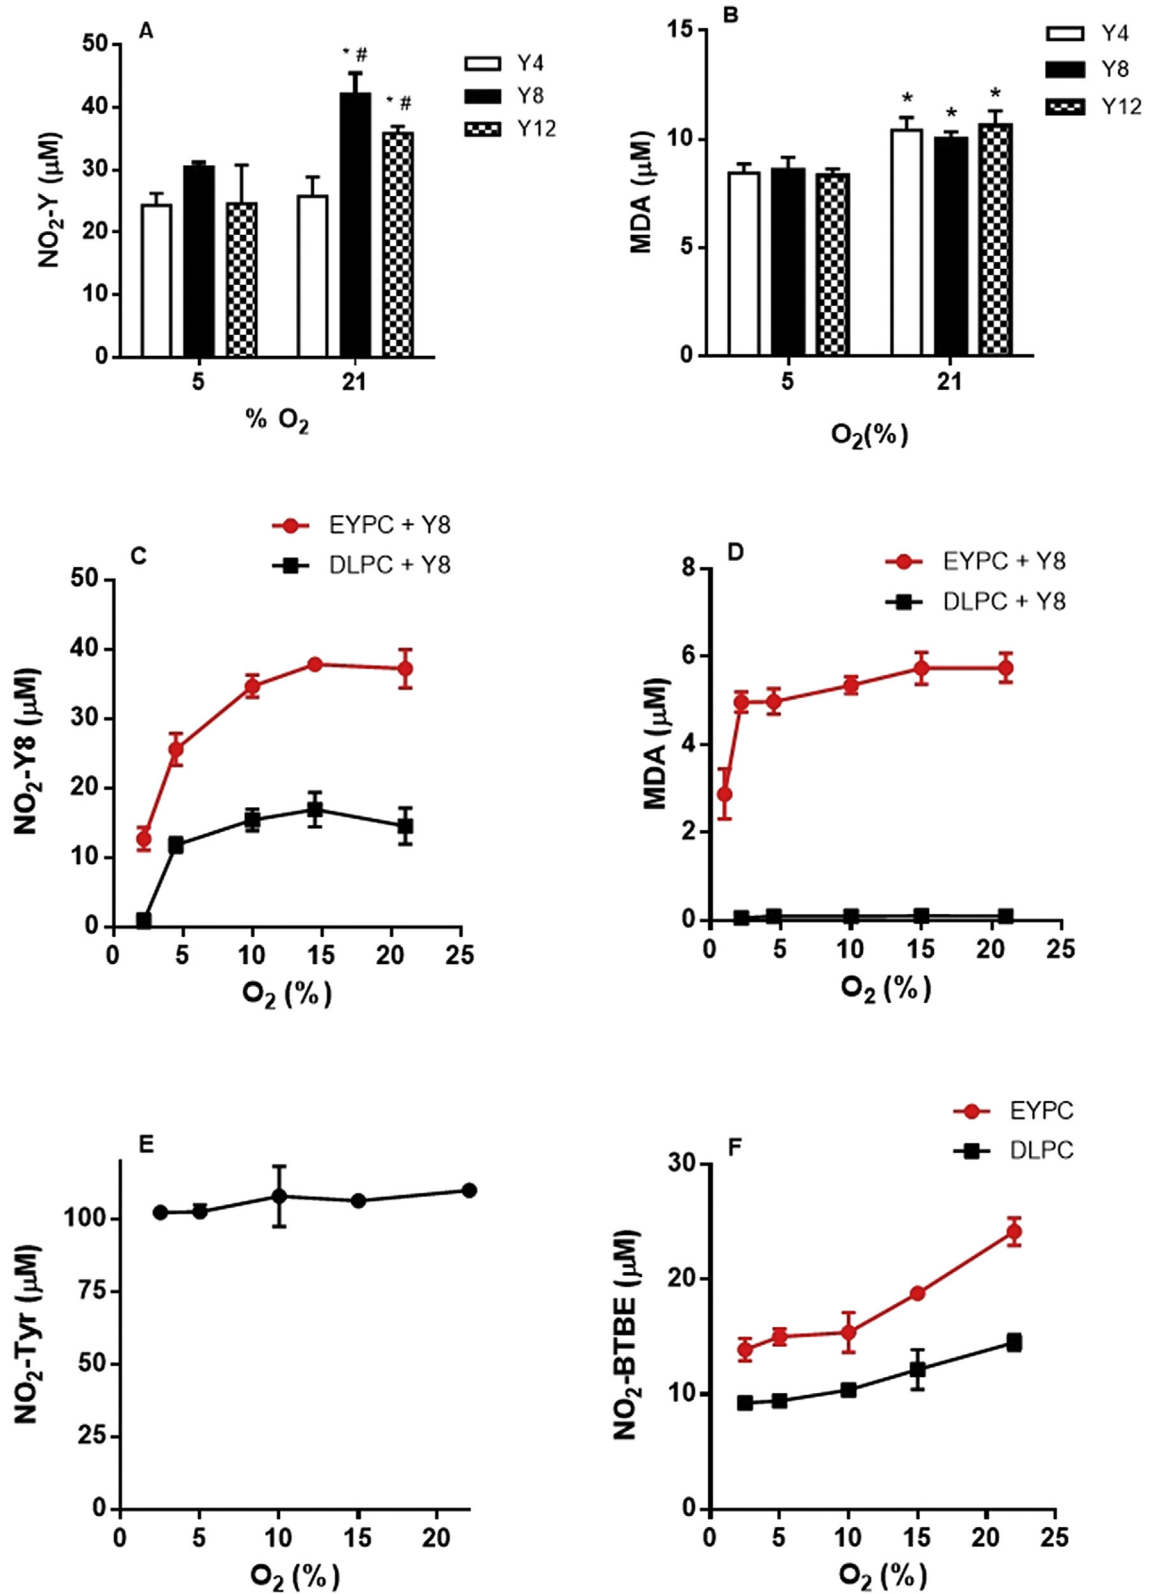 A
NO2-Y (μM)
50
40
30
20
10
0
* #
* #
5
21
% O2
Y4
Y8
Y12
B
MDA (μM)
15
10
5
0
*
*
*
5
21
O2(%)
Y4
Y8
Y12
C
EYPC + Y8
DLPC + Y8
NO2-Y8 (μM)
50
40
30
20
10
0
0 5 10 15 20 25
O2 (%)
D
EYPC + Y8
DLPC + Y8
MDA (μM)
8
6
4
2
0
0 5 10 15 20 25
O2 (%)
E
NO2-Tyr (μM)
100
75
50
25
0
0 5 10 15 20
O2 (%)
F
EYPC
DLPC
NO2-BTBE (μM)
30
20
10
0
0 5 10 15 20 25
O2 (%)